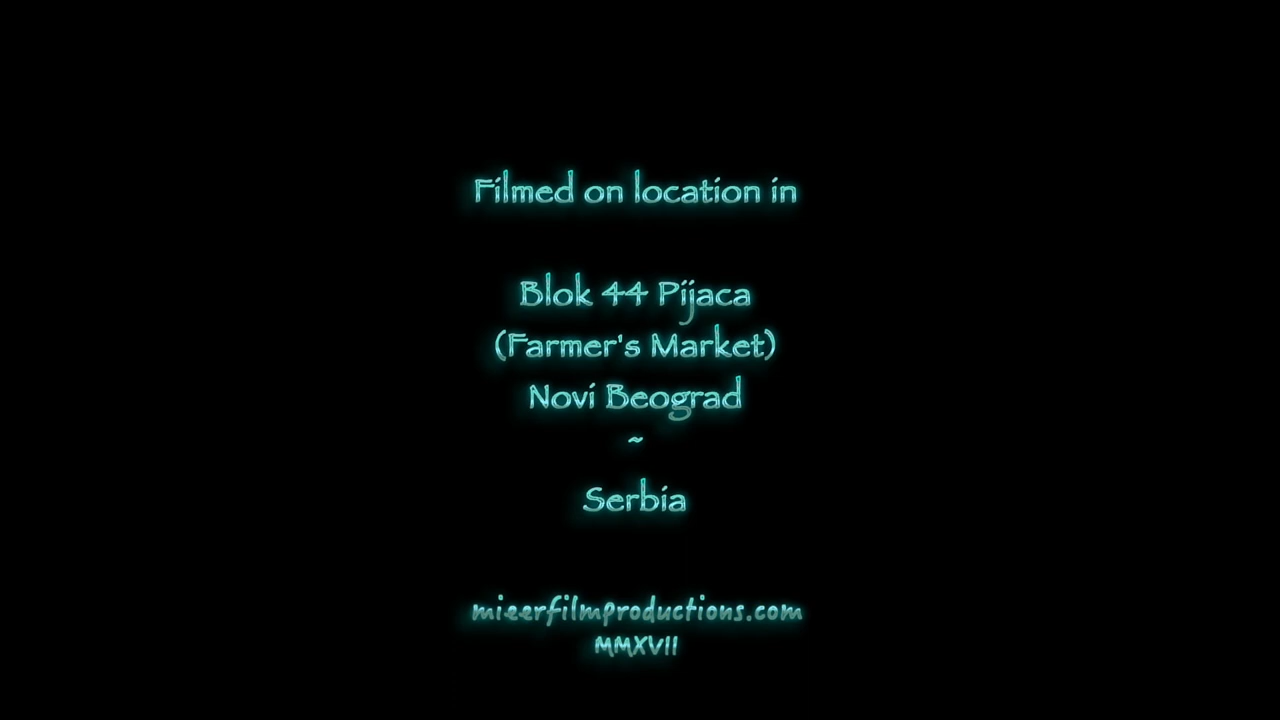 Filmed on location in
Blok 44 Pijaca
(Farmer's Market)
Novi Beograd
~
Serbia
mieerfilmproductions.com
MMXVII